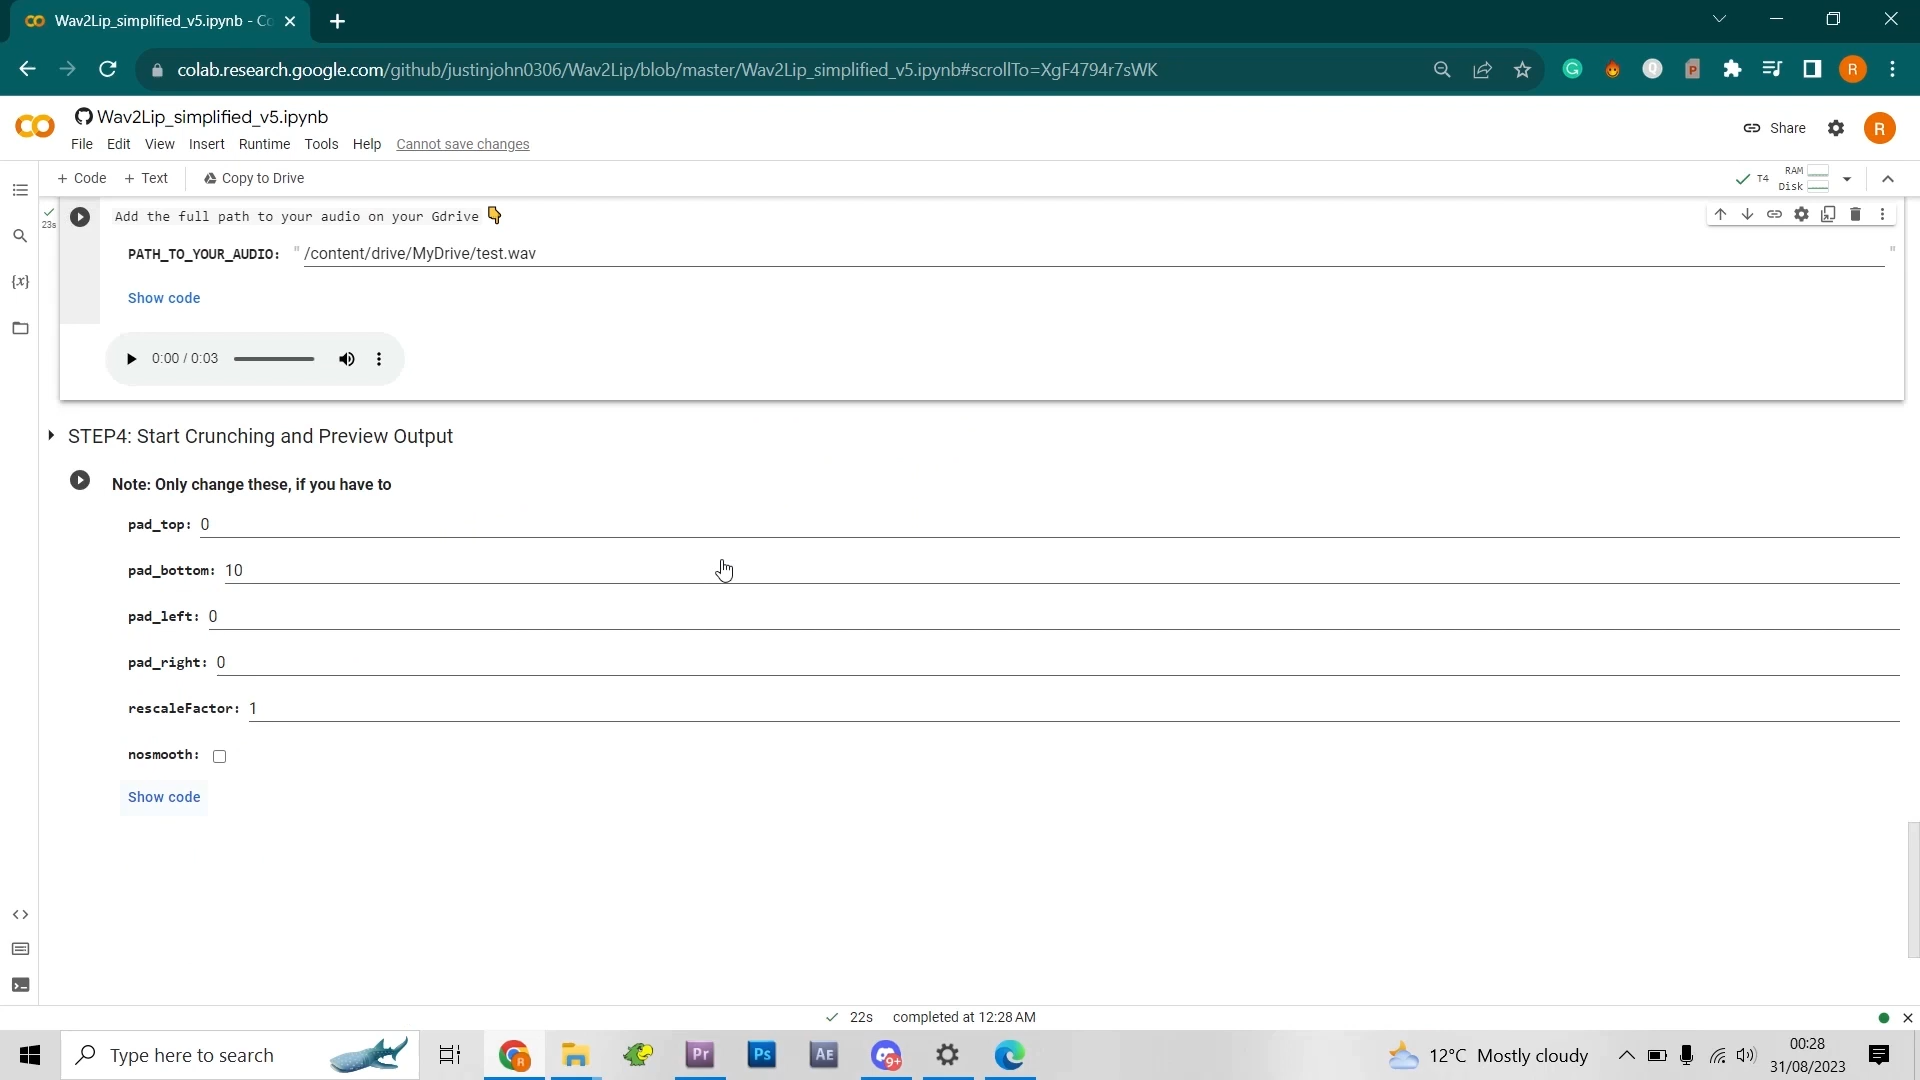 Wav2Lip_simplified_v5.ipynb - Co
colab.research.google.com/github/justinjohn0306/Wav2Lip/blob/master/Wav2Lip_simplified_v5.ipynb#scrollTo=XgF4794r7sWK
Wav2Lip_simplified_v5.ipynb
File Edit View Insert Runtime Tools Help Cannot save changes
Share
R
+ Code + Text Copy to Drive
T4 RAM
Disk
23s
Add the full path to your audio on your Gdrive
PATH_TO_YOUR_AUDIO: "/content/drive/MyDrive/test.wav"
Show code
0:00 / 0:03
STEP4: Start Crunching and Preview Output
Note: Only change these, if you have to
pad_top: 0
pad_bottom: 10
pad_left: 0
pad_right: 0
rescaleFactor: 1
nosmooth:
Show code
22s completed at 12:28 AM
Type here to search
Pr Ps AE 9+
12°C Mostly cloudy
00:28
31/08/2023